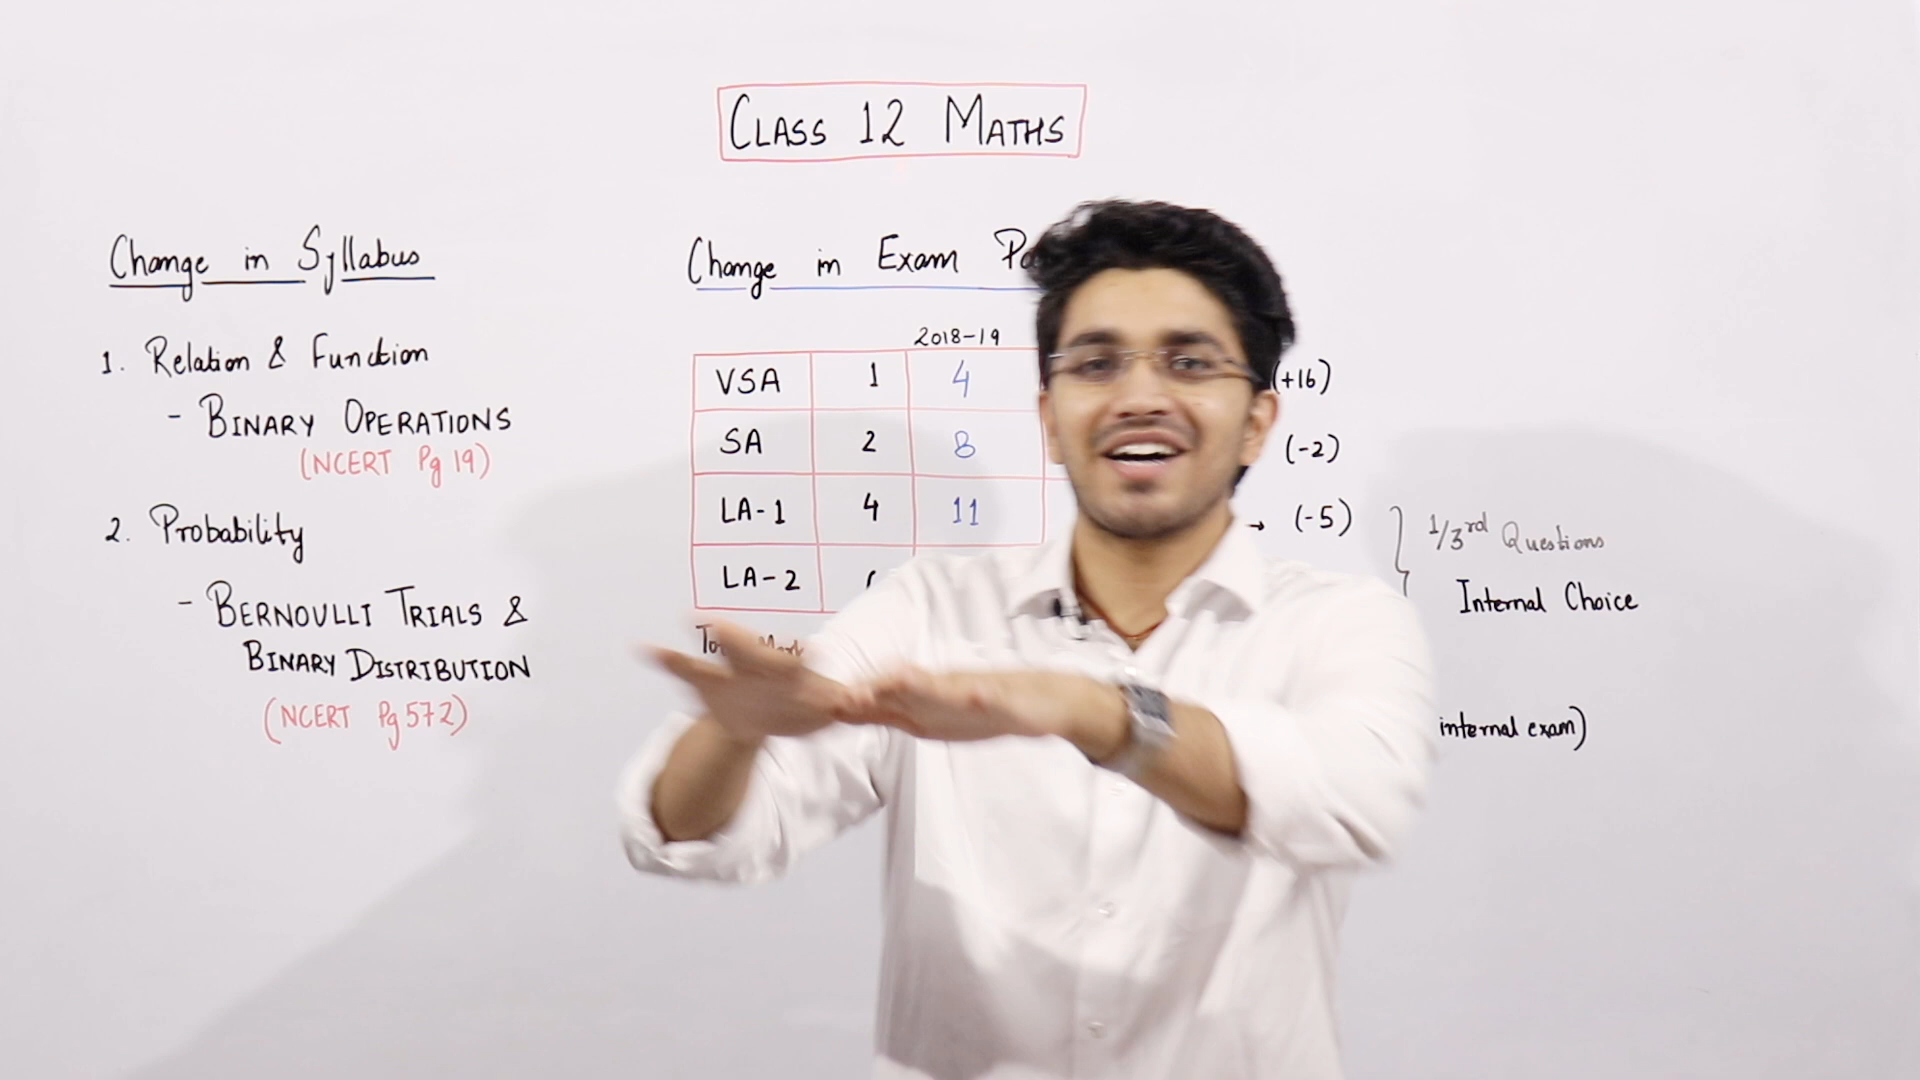 CLASS 12 MATHS
Change in Syllabus
1. Relation & Function
- BINARY OPERATIONS
(NCERT Pg 19)
2. Probability
- BERNOULLI TRIALS &
BINARY DISTRIBUTION
(NCERT Pg 572)
Change in Exam
2018-19
VSA 1 4 (+16)
SA 2 8 (-2)
LA-1 4 11 → (-5)
LA-2
1/3rd Questions
Internal Choice
internal exam)